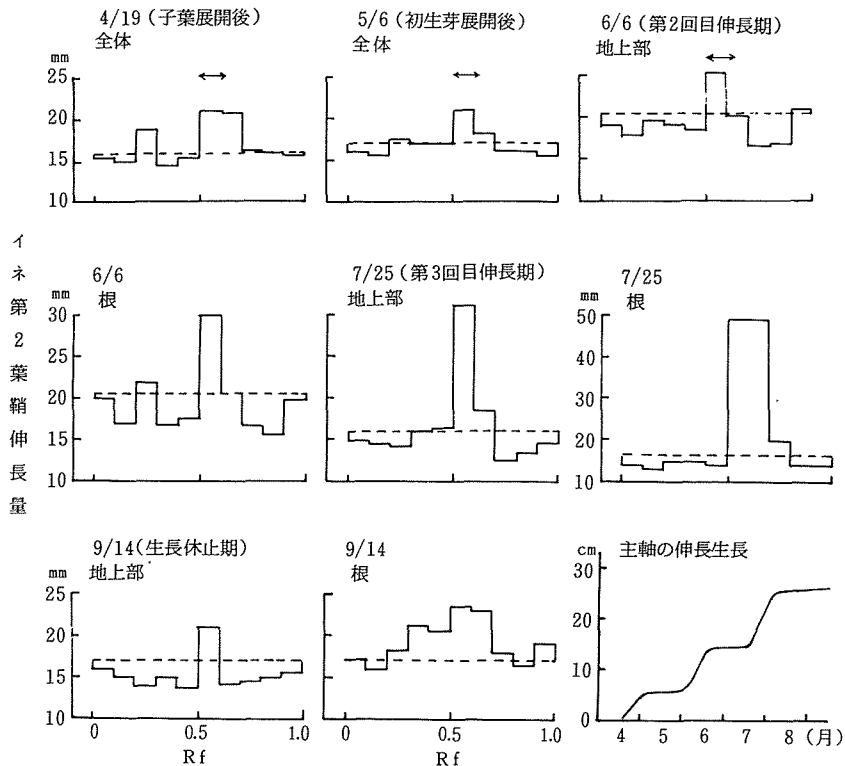 4/19(子葉展開後)
全体
mm
25
20
15
10
5/6(初生芽展開後)
全体
6/6(第2回目伸長期)
地上部
イネ第2葉鞘伸長量
6/6
根
mm
30
25
20
15
10
7/25(第3回目伸長期)
地上部
7/25
根
mm
50
40
30
20
10
9/14(生長休止期)
地上部
mm
25
20
15
10
0
0.5
1.0
Rf
9/14
根
0
0.5
1.0
Rf
主軸の伸長生長
cm
30
20
10
0
4 5 6 7 8 (月)